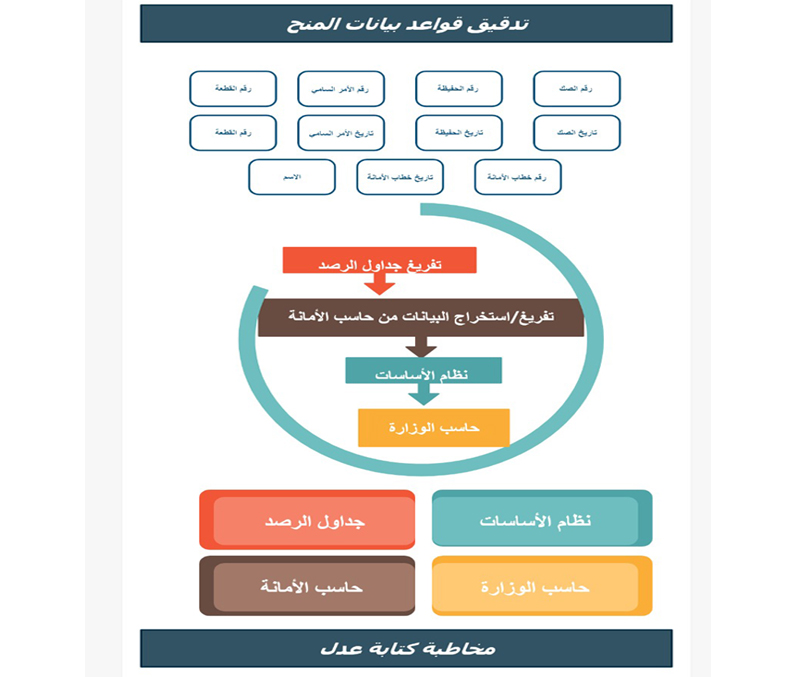 تدقيق قواعد بيانات المنح
رقم الصك
رقم الحفيظة
رقم الأمر السامي
رقم القطعة
تاريخ الصك
تاريخ الحفيظة
تاريخ الأمر السامي
رقم القطعة
رقم خطاب الأمانة
تاريخ خطاب الأمانة
الاسم
تفريغ جداول الرصد
تفريغ/استخراج البيانات من حاسب الأمانة
نظام الأساسات
حاسب الوزارة
نظام الأساسات
جداول الرصد
حاسب الوزارة
حاسب الأمانة
مخاطبة كتابة عدل